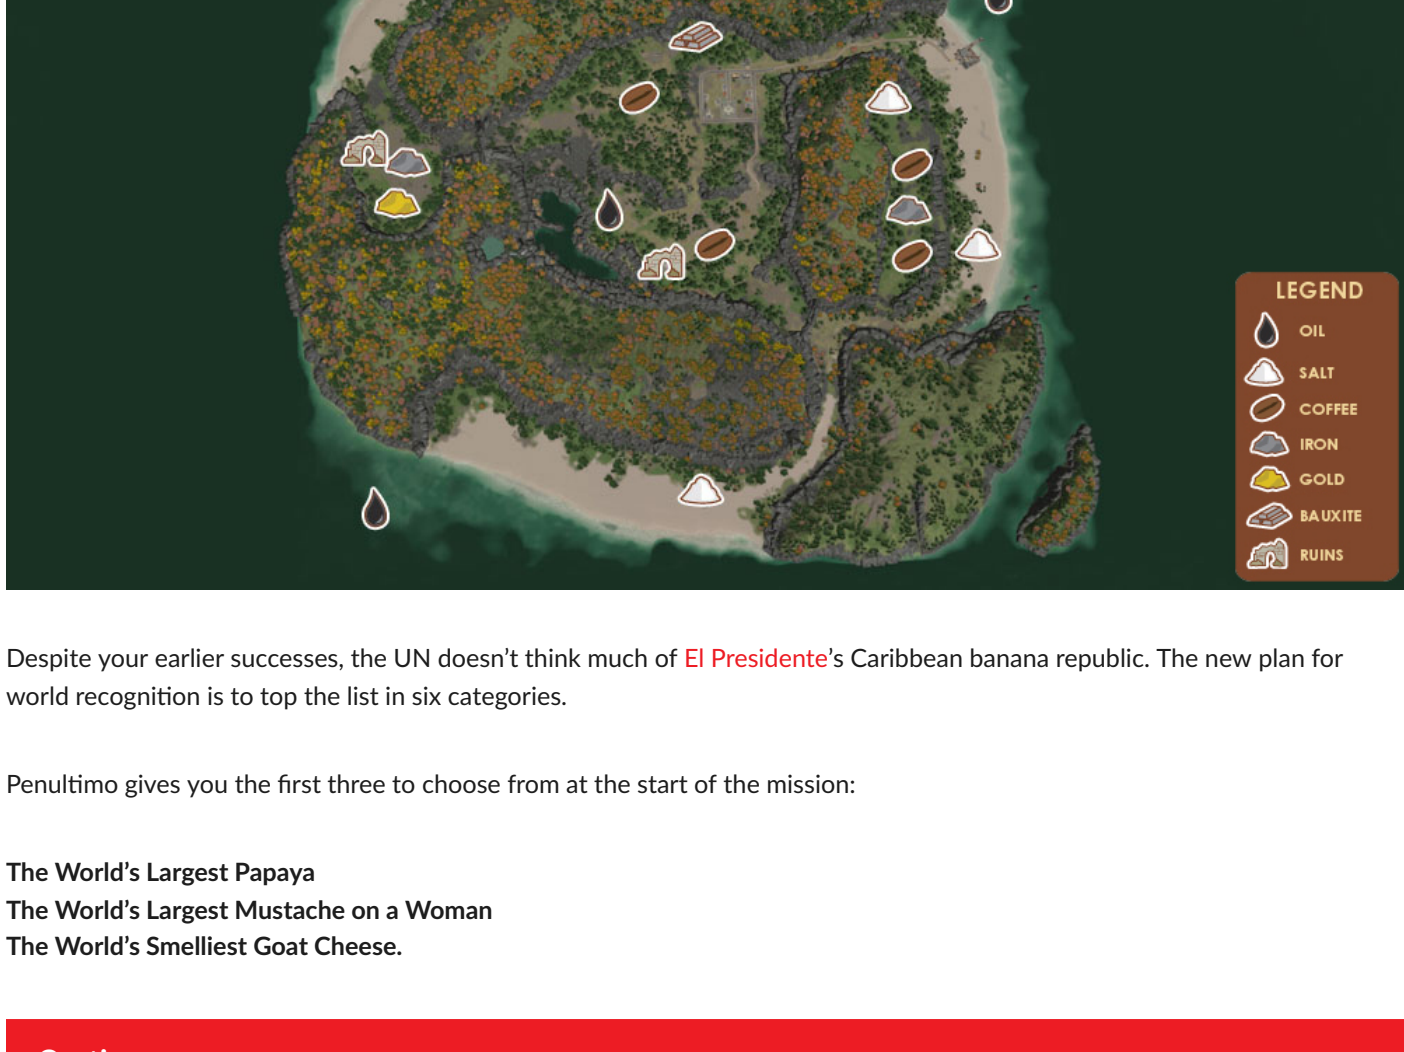 LEGEND
OIL
SALT
COFFEE
IRON
GOLD
BAUXITE
RUINS
Despite your earlier successes, the UN doesn’t think much of El Presidente’s Caribbean banana republic. The new plan for
world recognition is to top the list in six categories.
Penultimo gives you the first three to choose from at the start of the mission:
The World’s Largest Papaya
The World’s Largest Mustache on a Woman
The World’s Smelliest Goat Cheese.